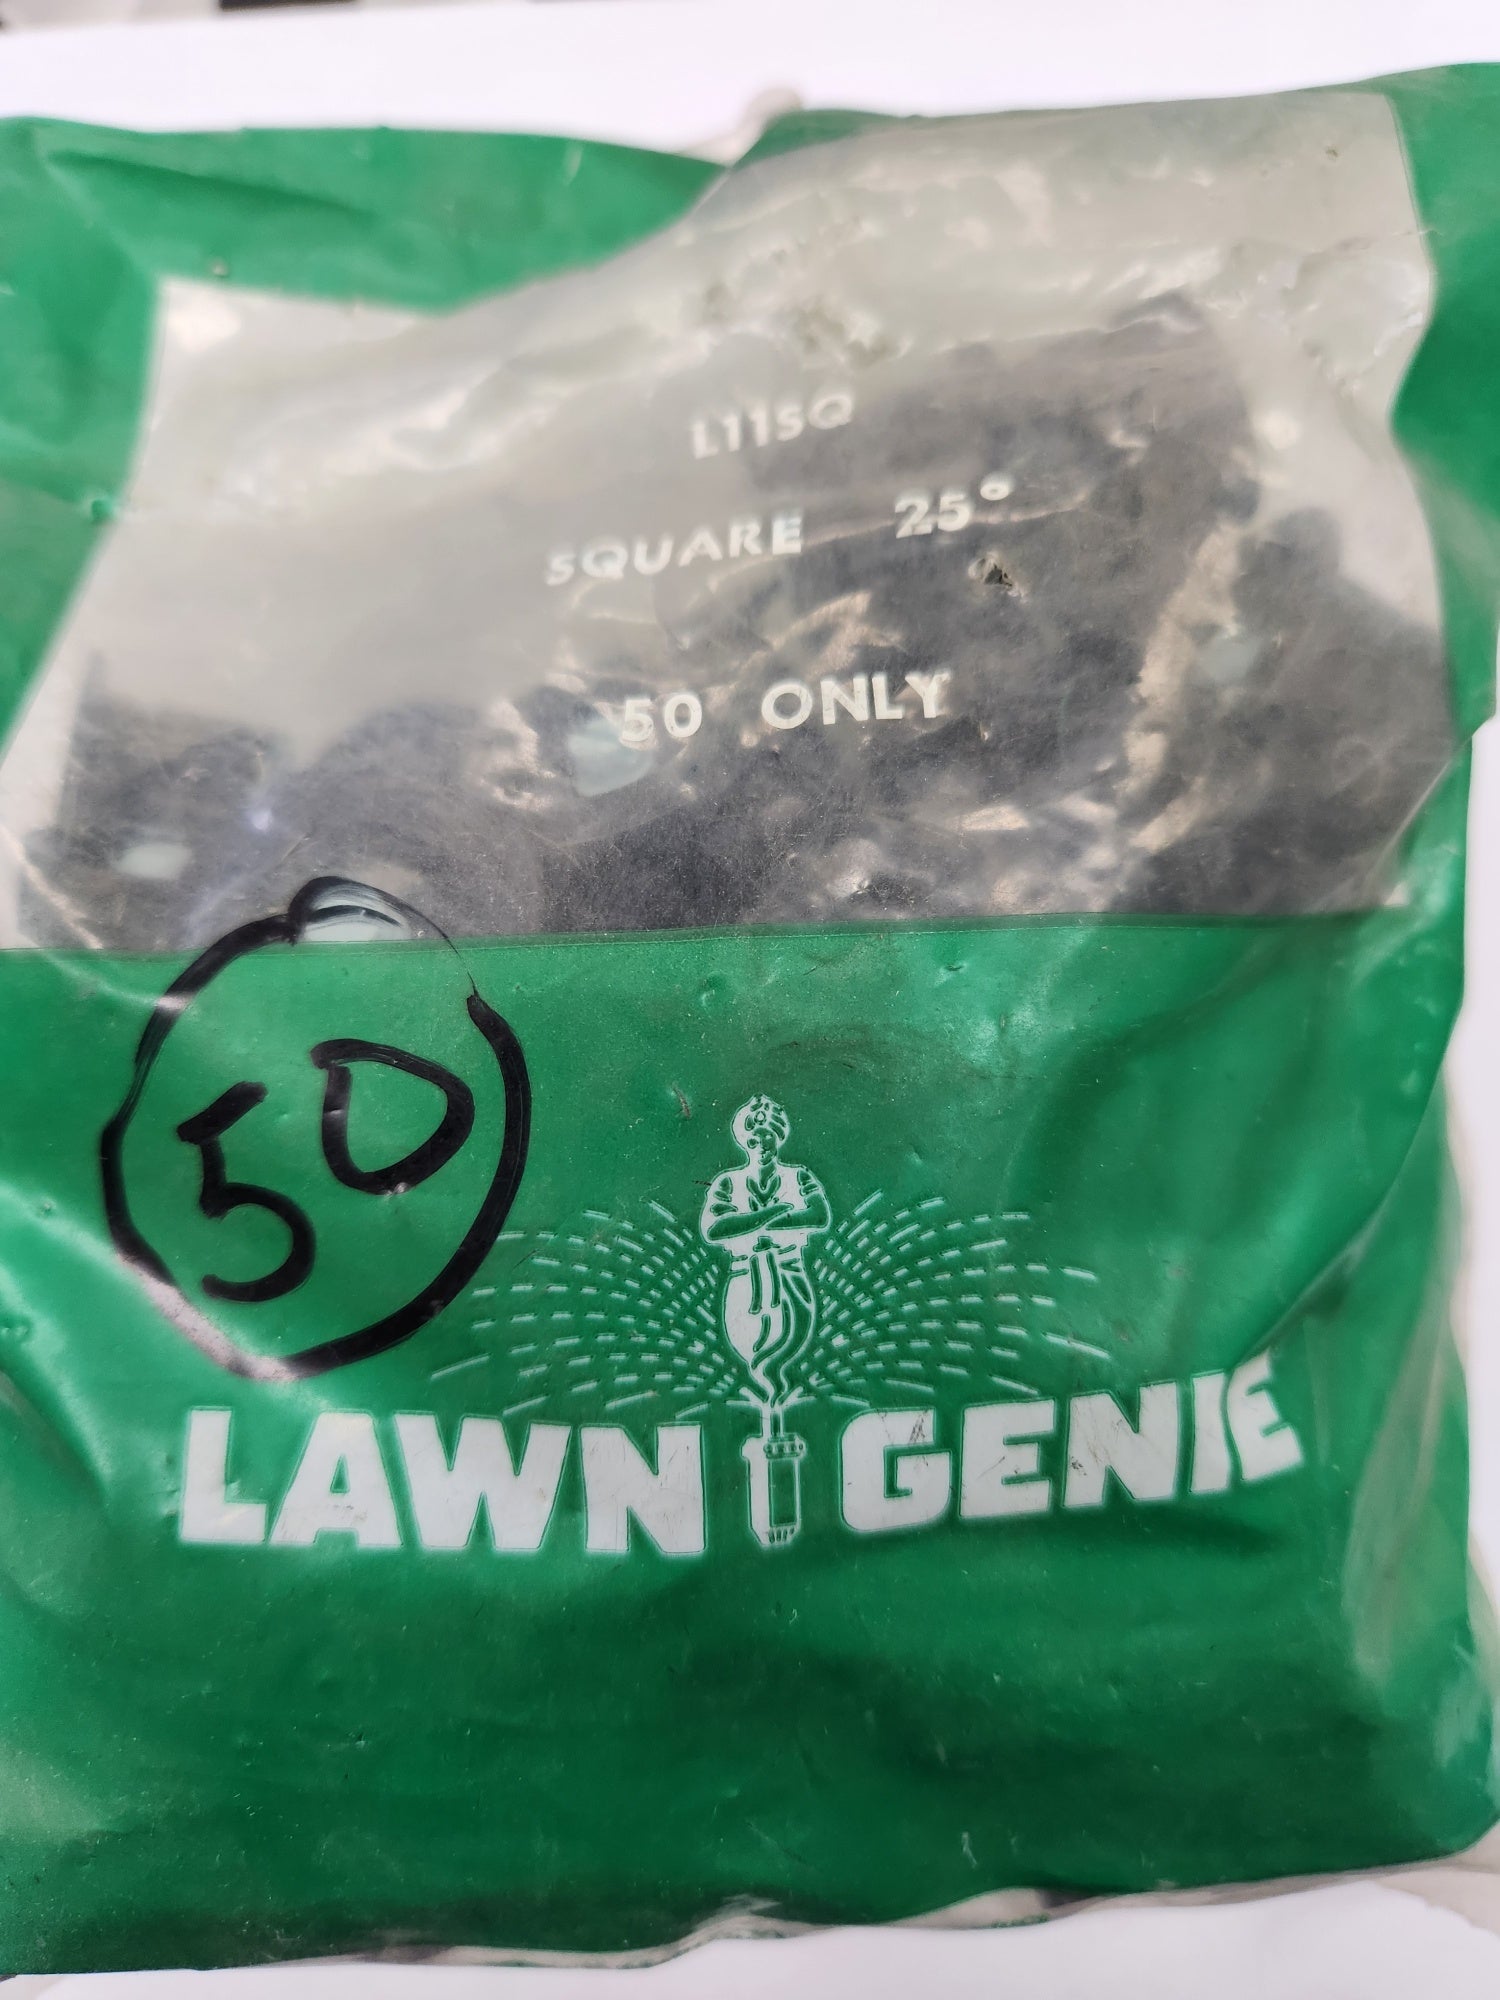 L11SQ
SQUARE 25°
50 ONLY
50
LAWN GENIE